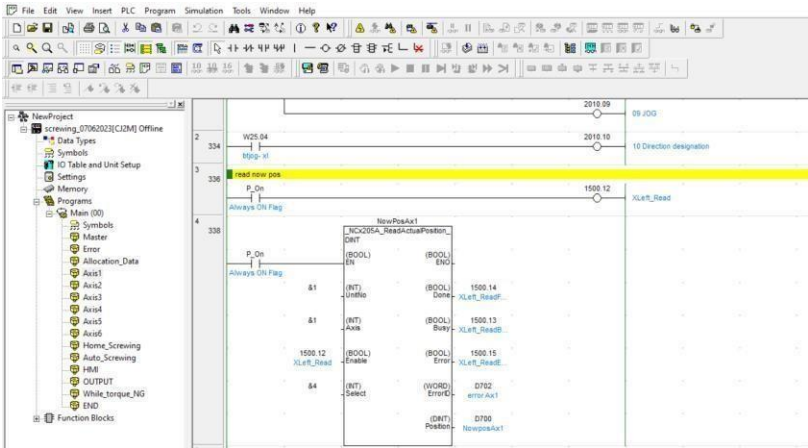 File Edit View Insert PLC Program Simulation Tools Window Help
NewProject
screwing_07062023[CJ2M] Offline
Data Types
Symbols
IO Table and Unit Setup
Settings
Memory
Programs
Main (00)
Symbols
Master
Error
Allocation_Data
Axis1
Axis2
Axis3
Axis4
Axis5
Axis6
Home_Screwing
Auto_Screwing
HMI
OUTPUT
While_torque_NG
END
Function Blocks
2010.09
09 JOG
2
334
W25.04
2010.10
10 Direction designation
3
336
read now pos
P_On
1500.12
XLeft_Read
Always ON Flag
4
338
NowPosAx1
_NCx205A_ReadActualPosition_
DINT
P_On
(BOOL) (BOOL)
EN ENO
Always ON Flag
&1 (INT) (BOOL) 1500.14
UnitNo Done XLeft_ReadF...
&1 (INT) (BOOL) 1500.13
Axis Busy XLeft_ReadB...
1500.12 (BOOL) (BOOL) 1500.15
XLeft_Read Enable Error XLeft_ReadE...
&4 (INT) (WORD) D702
Select ErrorID error Ax1
(DINT) D700
Position NowposAx1